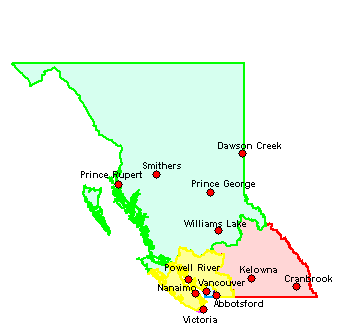 Dawson Creek
Smithers
Prince Rupert
Prince George
Williams Lake
Powell River
Kelowna
Vancouver
Cranbrook
Nanaimo
Abbotsford
Victoria